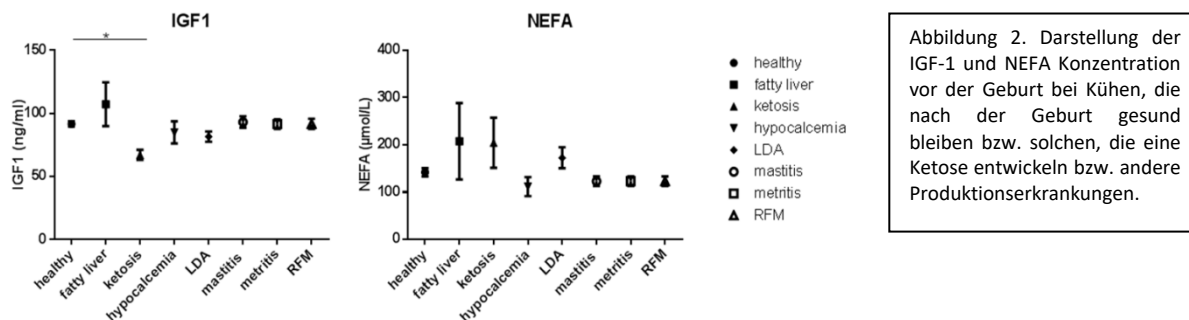 IGF1
*
IGF1 (ng/ml)
150
100
50
0
healthy
fatty liver
ketosis
hypocalcemia
LDA
mastitis
metritis
RFM
NEFA
NEFA (µmol/L)
400
300
200
100
0
healthy
fatty liver
ketosis
hypocalcemia
LDA
mastitis
metritis
RFM
healthy
fatty liver
ketosis
hypocalcemia
LDA
mastitis
metritis
RFM
Abbildung 2. Darstellung der
IGF-1 und NEFA Konzentration
vor der Geburt bei Kühen, die
nach der Geburt gesund
bleiben bzw. solchen, die eine
Ketose entwickeln bzw. andere
Produktionserkrankungen.